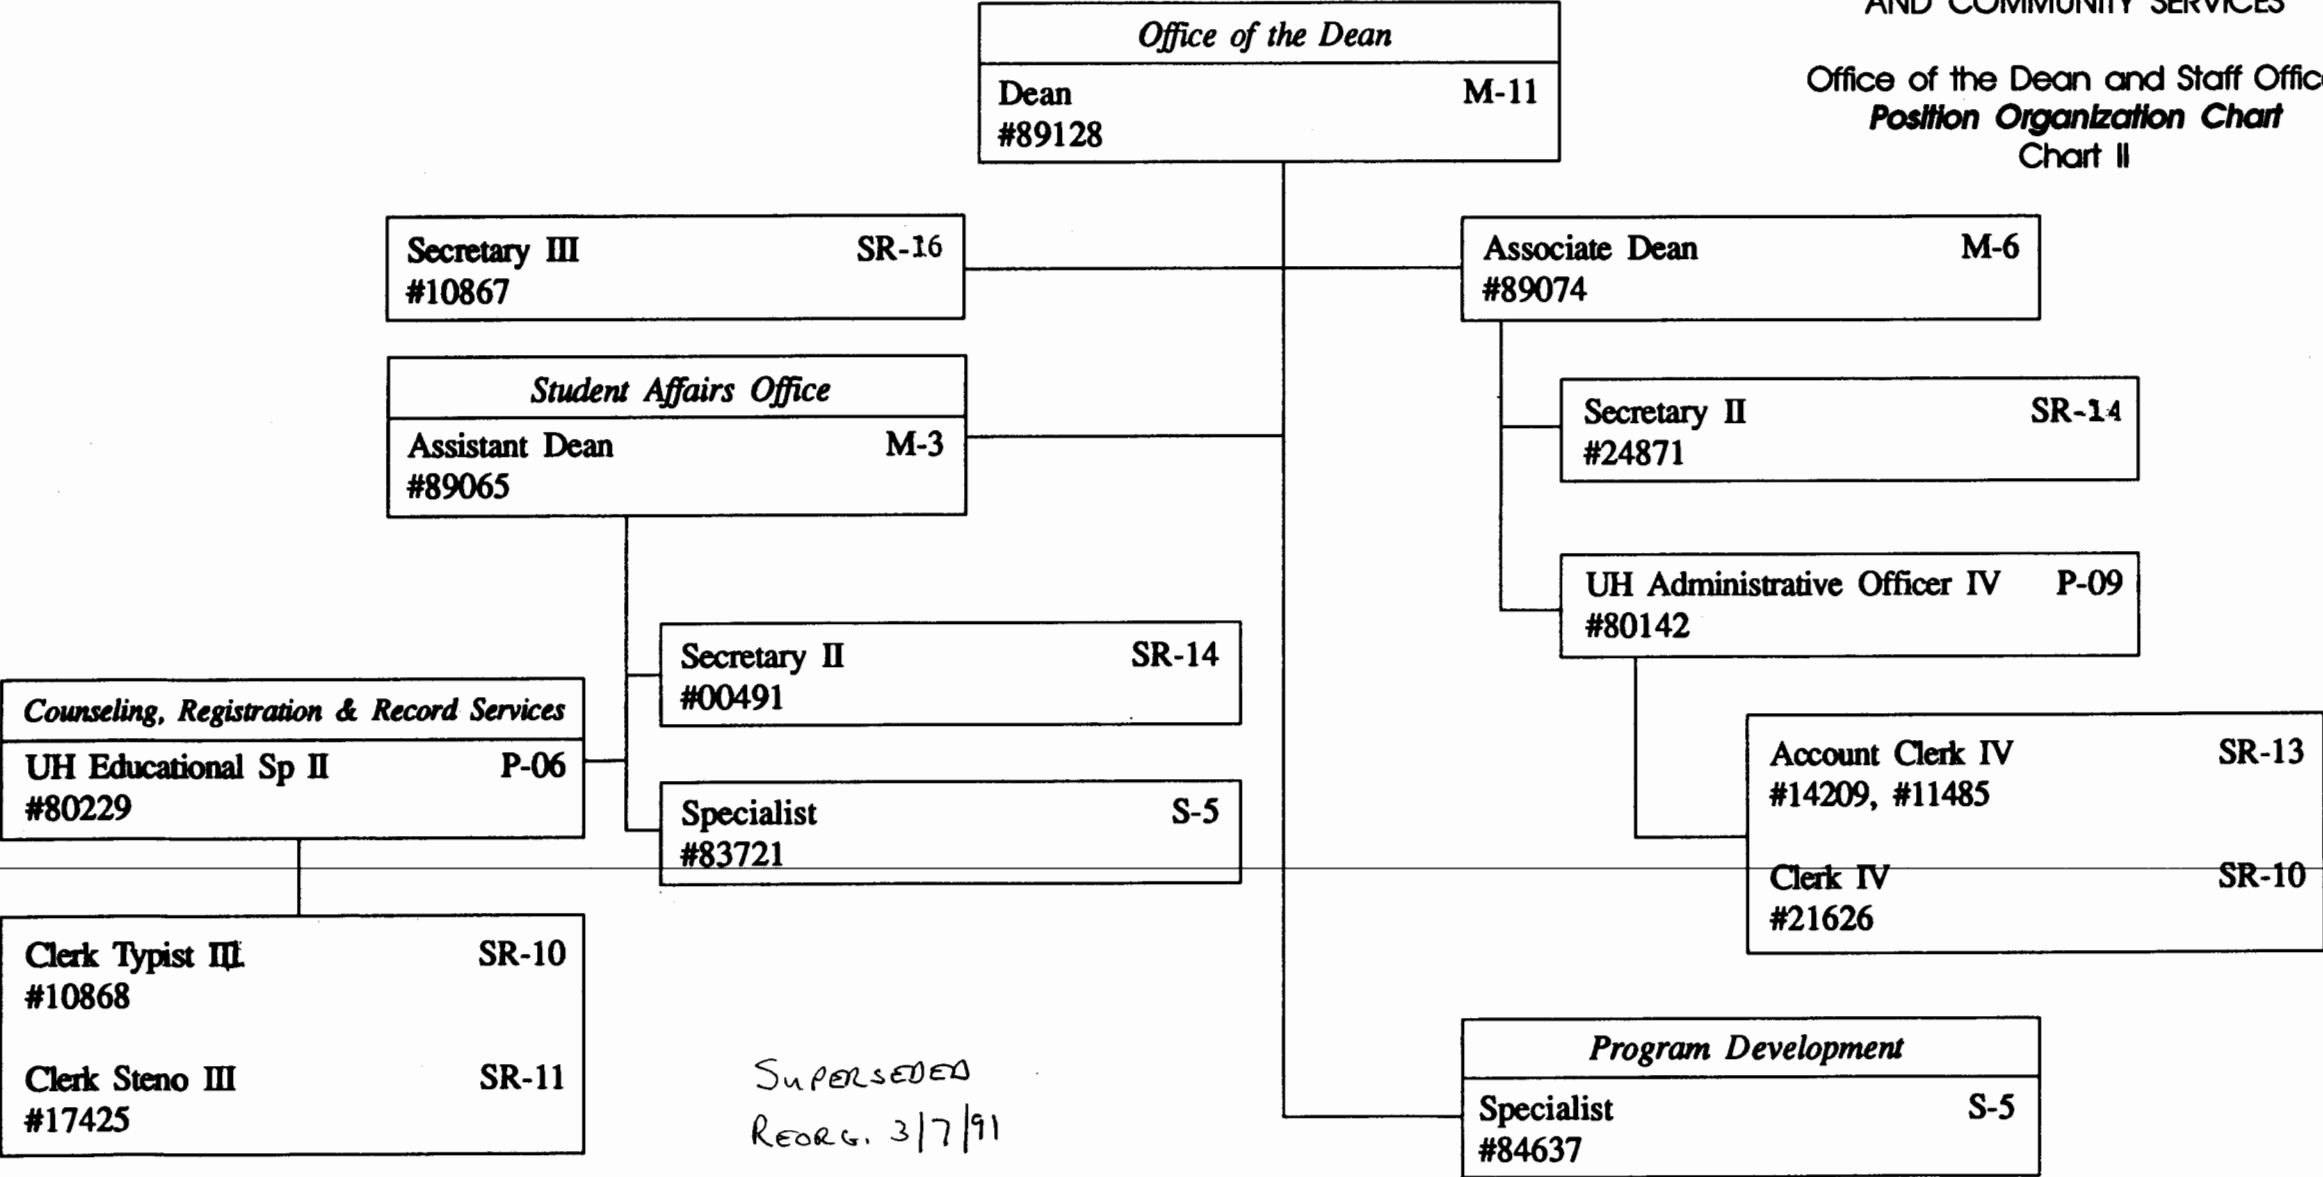 AND COMMUNITY SERVICES
Office of the Dean and Staff Offic
Position Organization Chart
Chart II
Office of the Dean
Dean M-11
#89128
Secretary III SR-16
#10867
Associate Dean M-6
#89074
Student Affairs Office
Assistant Dean M-3
#89065
Secretary II SR-14
#24871
UH Administrative Officer IV P-09
#80142
Secretary II SR-14
#00491
Counseling, Registration & Record Services
UH Educational Sp II P-06
#80229
Specialist S-5
#83721
Account Clerk IV SR-13
#14209, #11485
Clerk IV SR-10
#21626
Clerk Typist III SR-10
#10868
Clerk Steno III SR-11
#17425
Program Development
Specialist S-5
#84637
SUPERSEDED
REORG. 3/7/91